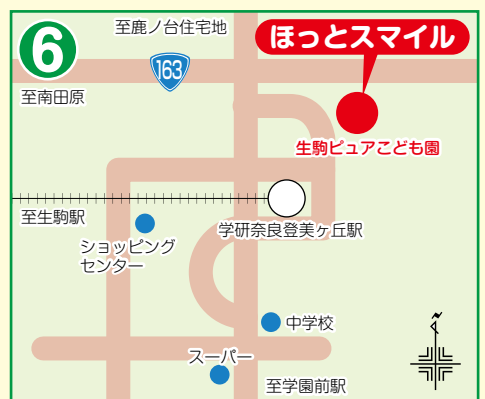 6
至鹿ノ台住宅地
ほっとスマイル
163
至南田原
生駒ピュアこども園
至生駒駅
学研奈良登美ヶ丘駅
ショッピング
センター
中学校
スーパー
至学園前駅